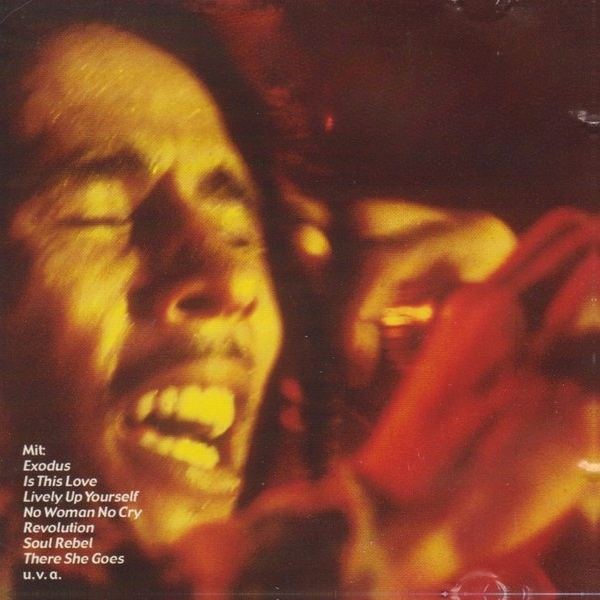 Mit:
Exodus
Is This Love
Lively Up Yourself
No Woman No Cry
Revolution
Soul Rebel
There She Goes
u.v.a.